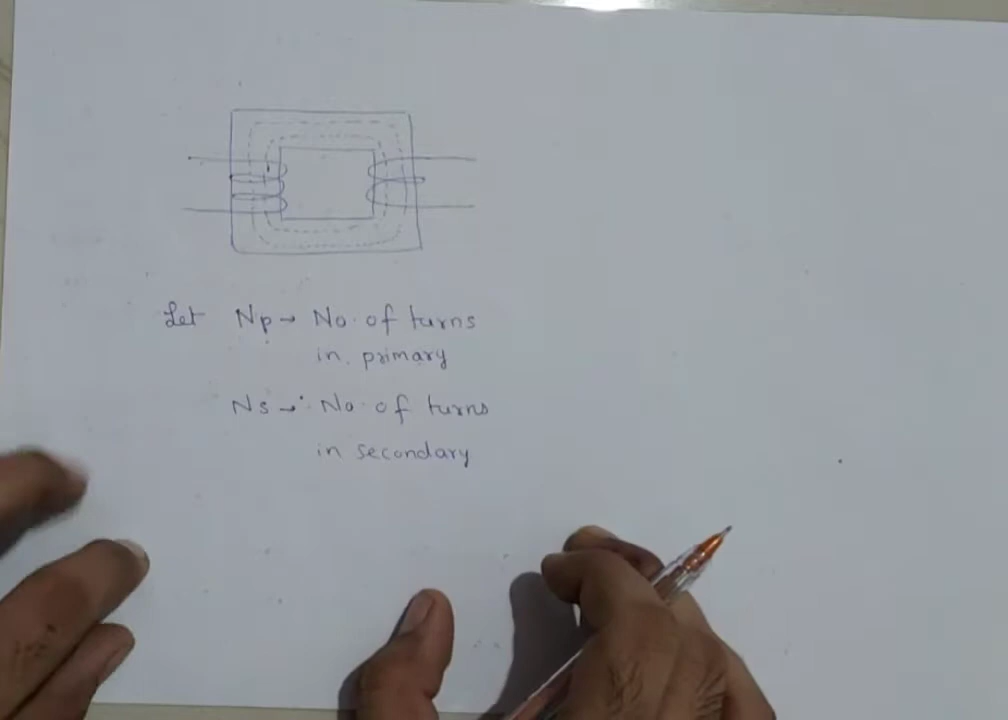 Let Np → No. of turns
in primary
Ns → No. of turns
in secondary